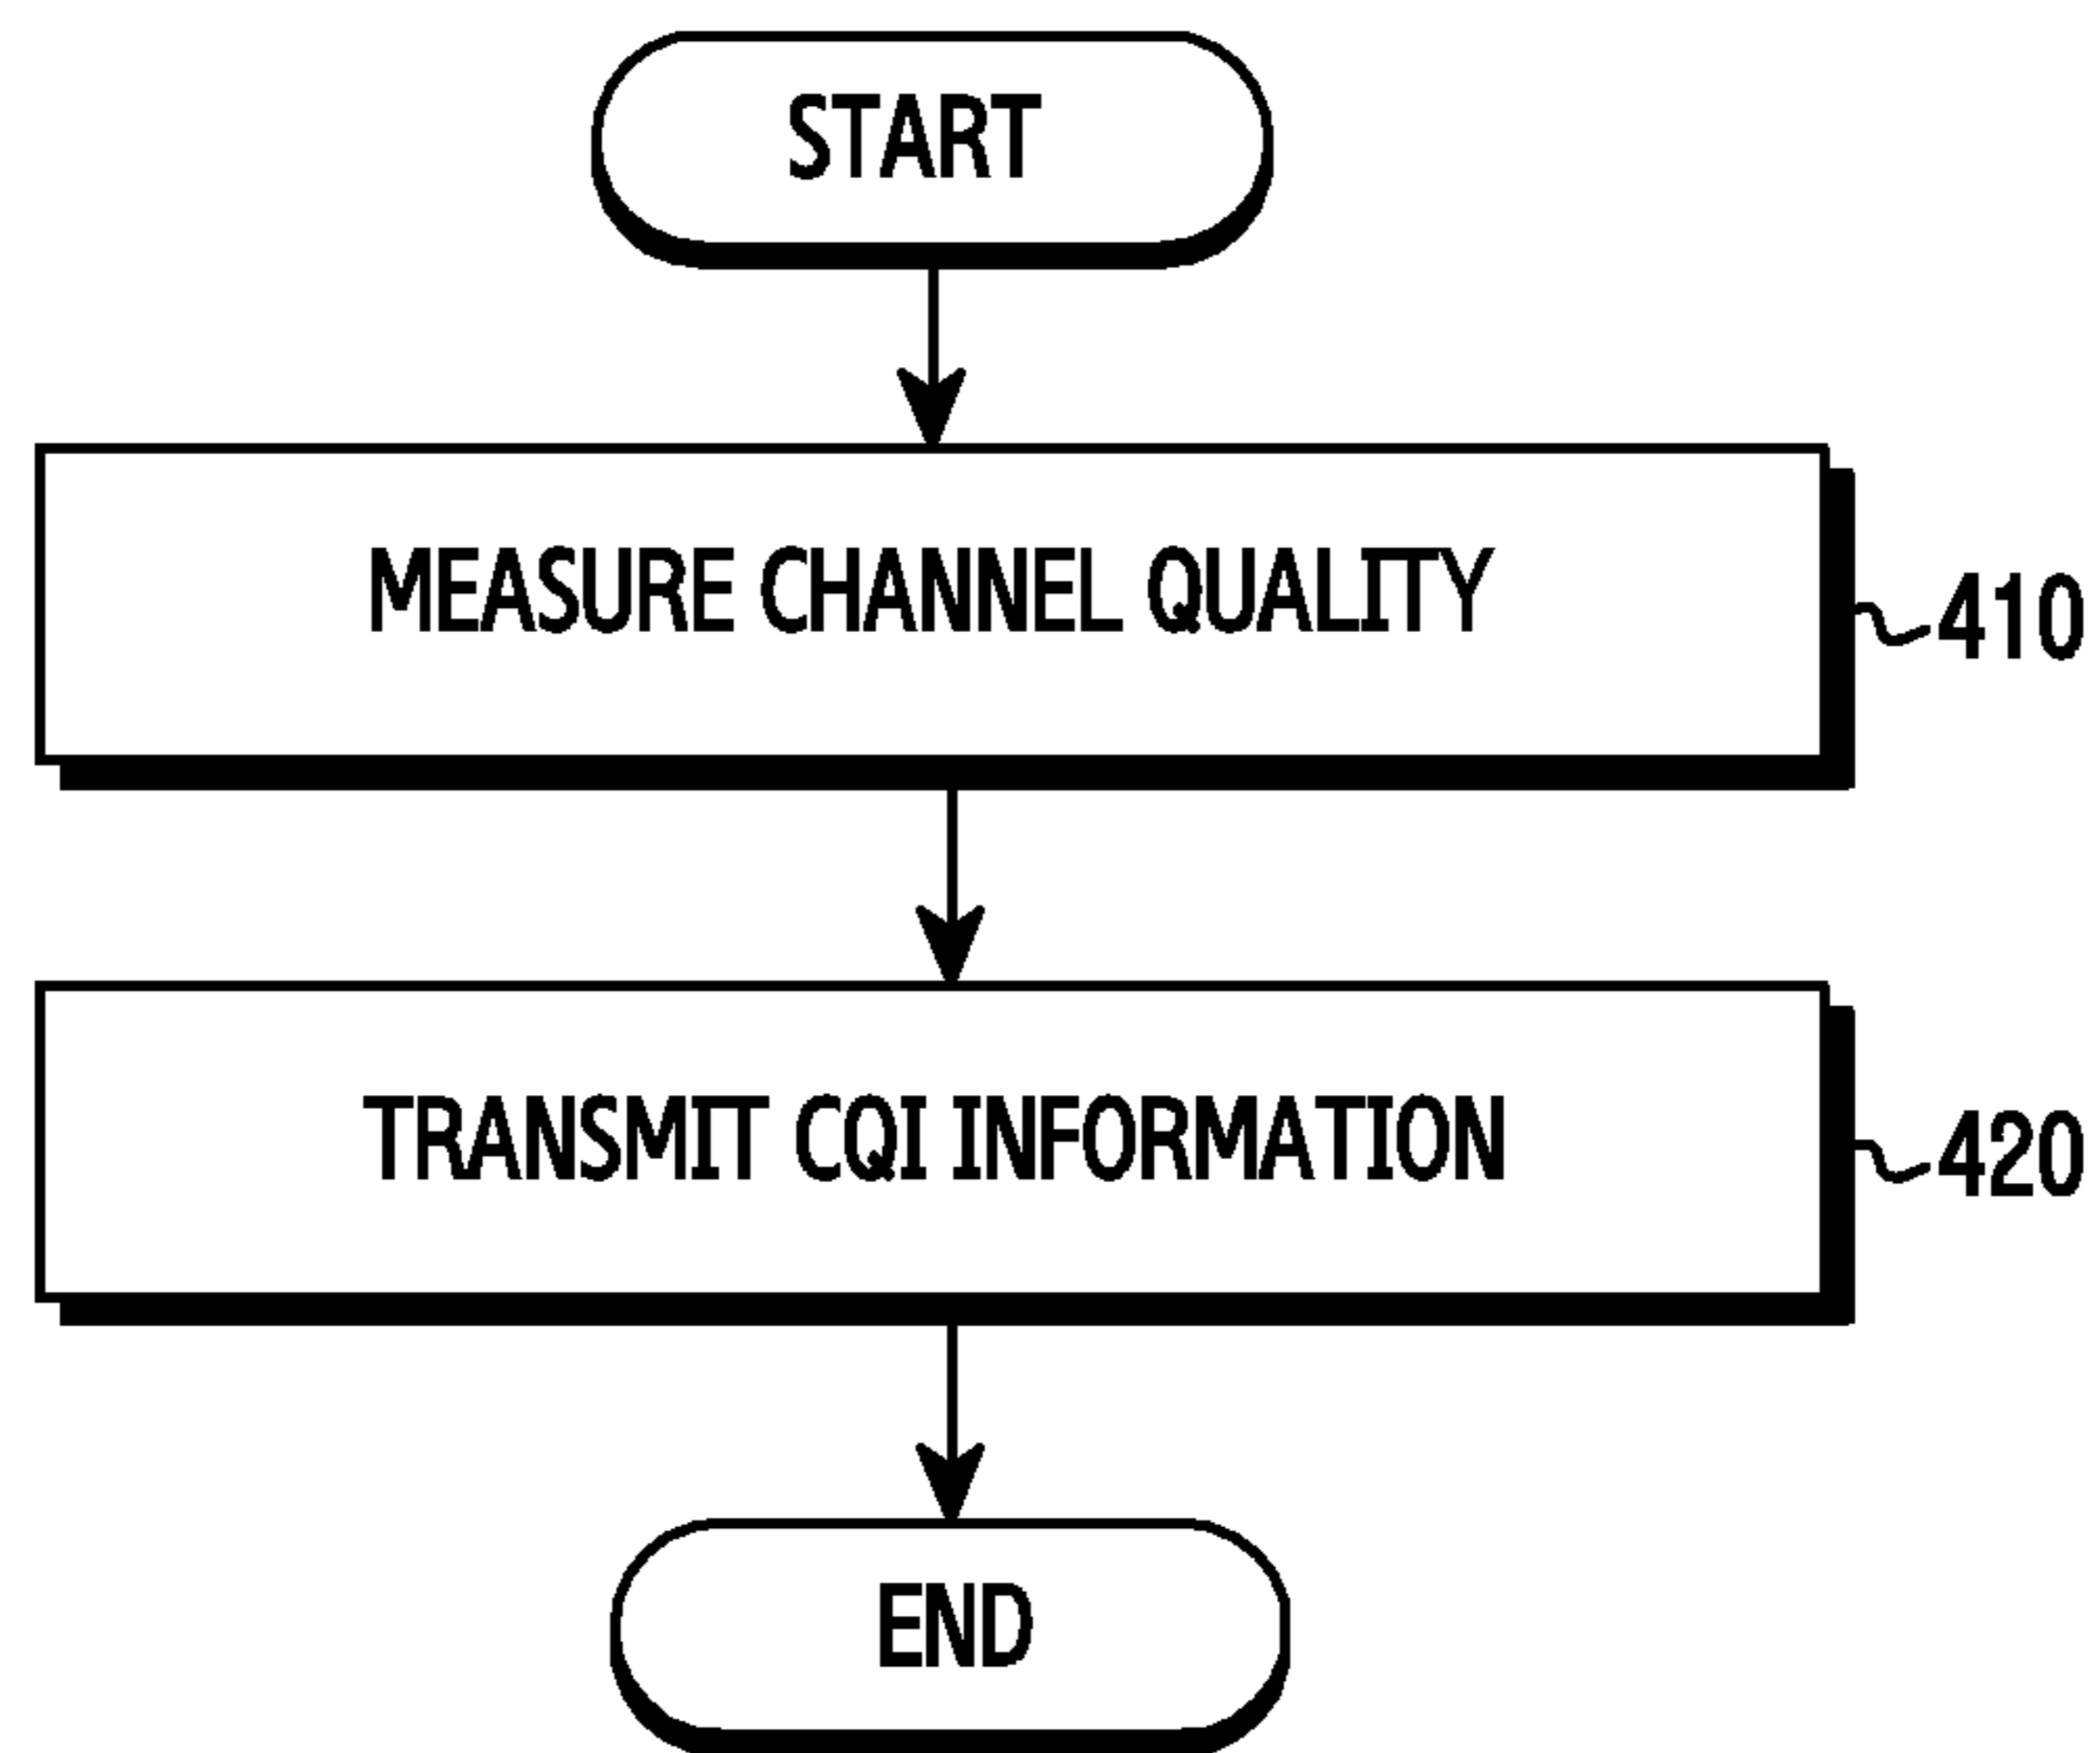 START
MEASURE CHANNEL QUALITY
410
TRANSMIT CQI INFORMATION
420
END